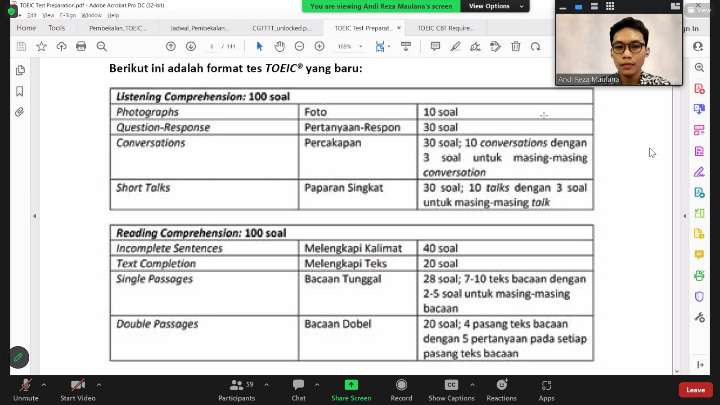 TOEIC Test Preparation.pdf - Adobe Acrobat Pro DC (32-bit)
You are viewing Andi Reza Maulana's screen
View Options
View
Edit View E-Sign Window Help
Home
Tools
Pembekalan_TOEIC...
Jadwal_Pembekala...
CGTTTT_unlocked.p...
TOEIC Test Preparat...
TOEIC CBT Require...
Sign In
/ 141
168%
Berikut ini adalah format tes TOEIC® yang baru:
Andi Reza Maulana
Listening Comprehension: 100 soal
Photographs Foto 10 soal
Question-Response Pertanyaan-Respon 30 soal
Conversations Percakapan 30 soal; 10 conversations dengan
3 soal untuk masing-masing
conversation
Short Talks Paparan Singkat 30 soal; 10 talks dengan 3 soal
untuk masing-masing talk
Reading Comprehension: 100 soal
Incomplete Sentences Melengkapi Kalimat 40 soal
Text Completion Melengkapi Teks 20 soal
Single Passages Bacaan Tunggal 28 soal; 7-10 teks bacaan dengan
2-5 soal untuk masing-masing
bacaan
Double Passages Bacaan Dobel 20 soal; 4 pasang teks bacaan
dengan 5 pertanyaan pada setiap
pasang teks bacaan
Unmute
Start Video
Participants
59
Chat
Share Screen
Record
Show Captions
CC
Reactions
Apps
Leave